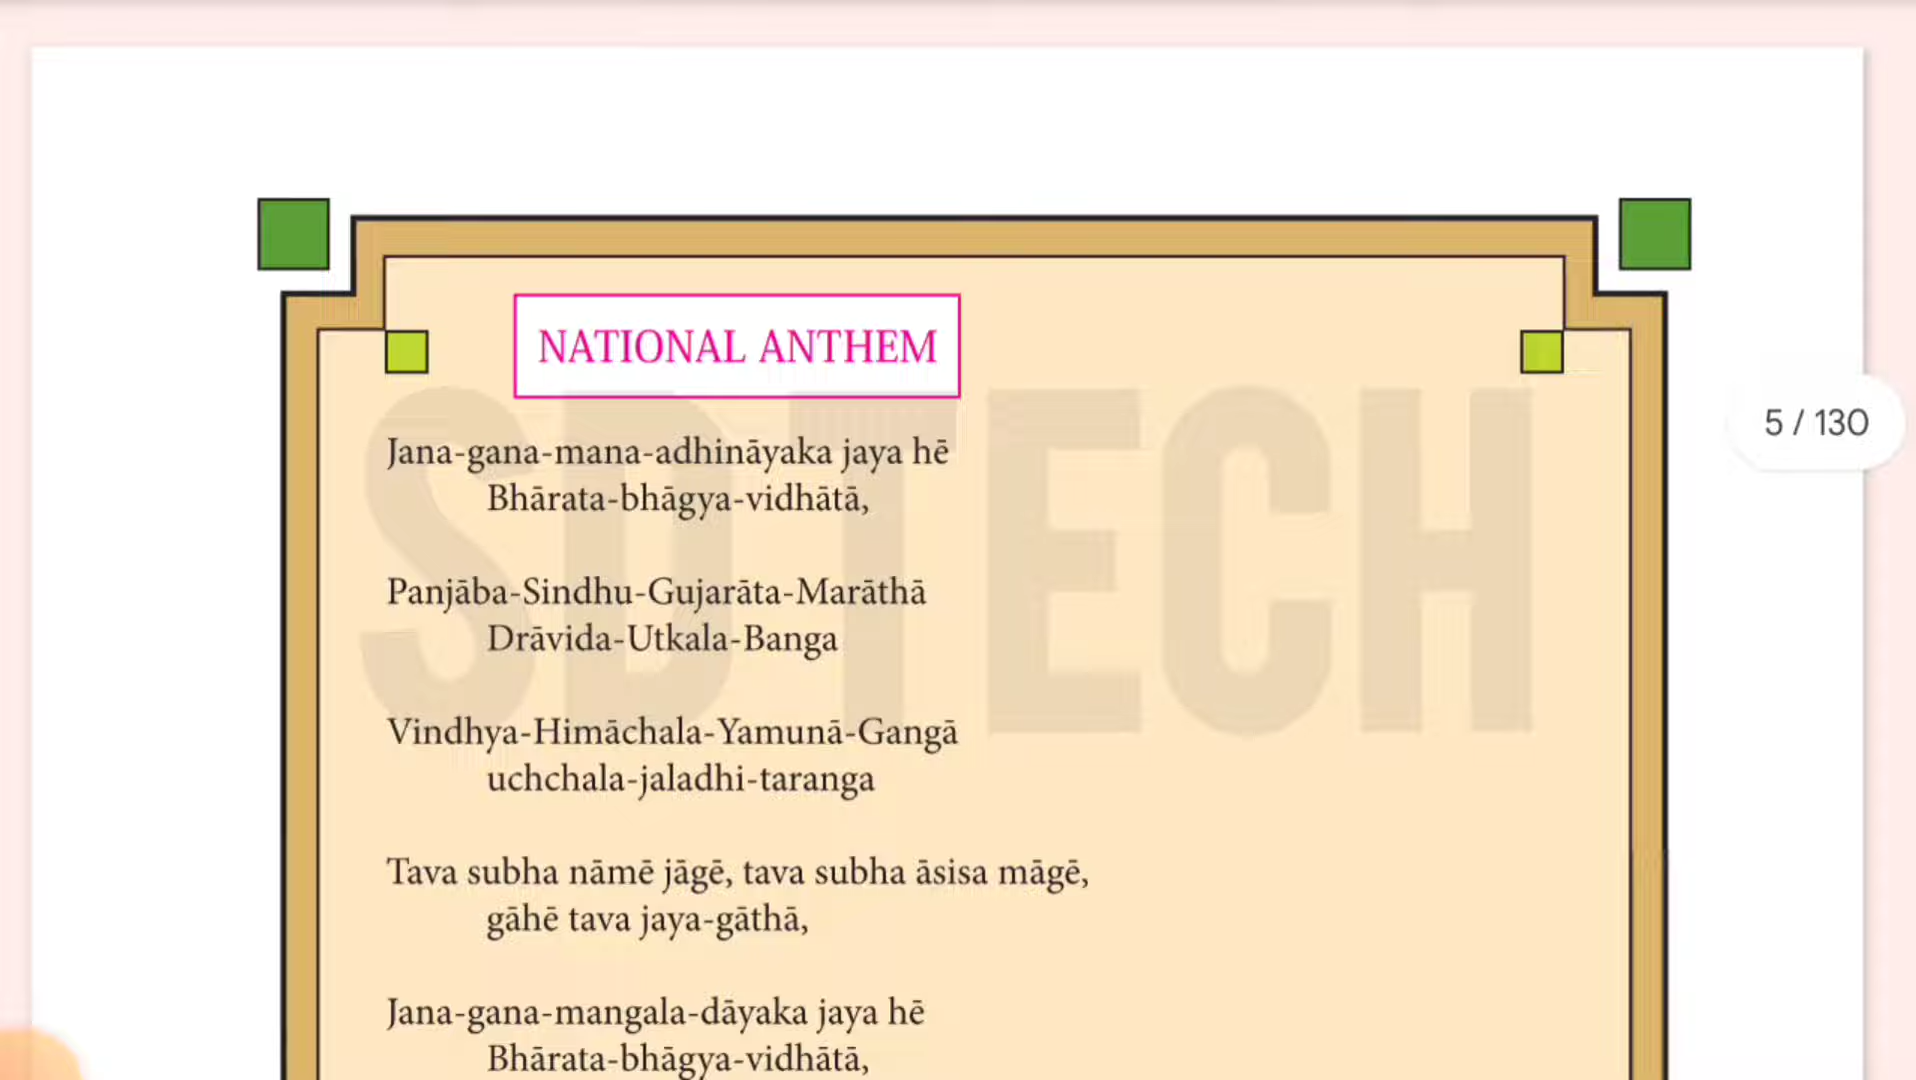 NATIONAL ANTHEM
SDTECH
Jana-gana-mana-adhināyaka jaya hē
Bhārata-bhāgya-vidhātā,
5 / 130
Panjāba-Sindhu-Gujarāta-Marāthā
Drāvida-Utkala-Banga
Vindhya-Himāchala-Yamunā-Gangā
uchchala-jaladhi-taranga
Tava subha nāmē jāgē, tava subha āsisa māgē,
gāhē tava jaya-gāthā,
Jana-gana-mangala-dāyaka jaya hē
Bhārata-bhāgya-vidhātā,